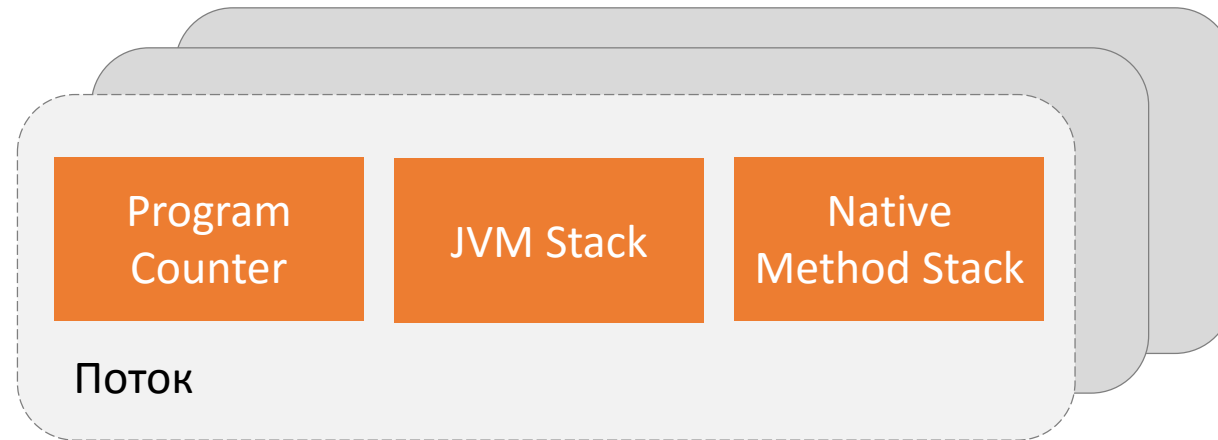 Program
Counter
JVM Stack
Native
Method Stack
Поток